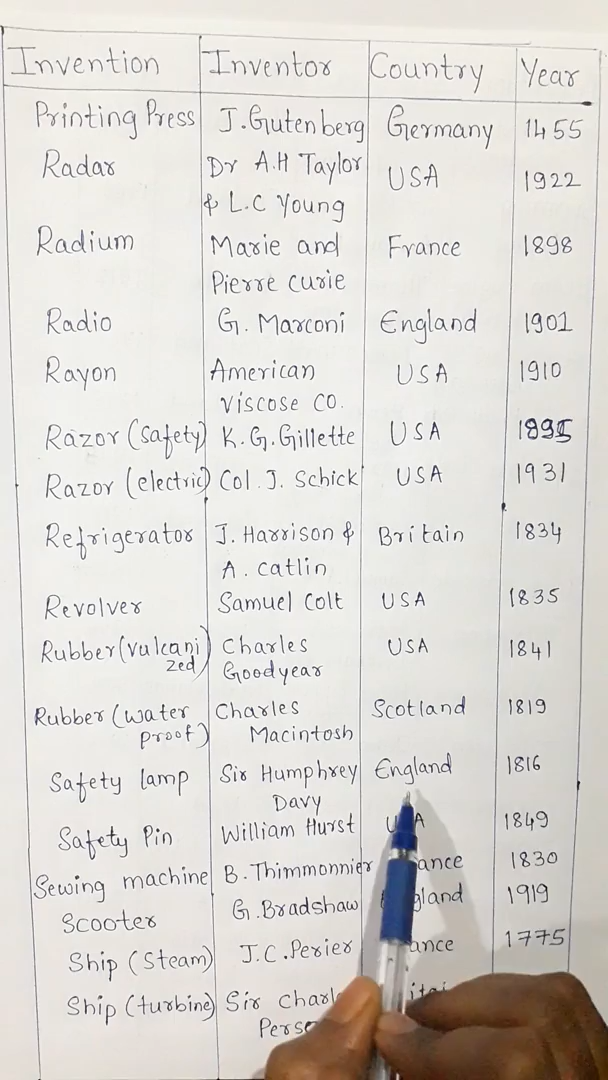 Invention Inventor Country Year
Printing Press J. Gutenberg Germany 1455
Radar Dr A.H Taylor USA 1922
& L.C Young
Radium Marie and France 1898
Pierre curie
Radio G. Marconi England 1901
Rayon American USA 1910
Viscose CO.
Razor (safety) K.G. Gillette USA 1895
Razor (electric) Col. J. Schick USA 1931
Refrigerator J. Harrison & Britain 1834
A. catlin
Revolver Samuel Colt USA 1835
Rubber (vulcani Charles USA 1841
zed) Goodyear
Rubber (water Charles Scotland 1819
proof) Macintosh
Safety lamp Sir Humphrey England 1816
Davy
Safety Pin William Hurst 1849
Sewing machine B. Thimmonnier 1830
Scooter G. Bradshaw 1919
Ship (Steam) J.C. Perier 1775
Ship (turbine) Sir